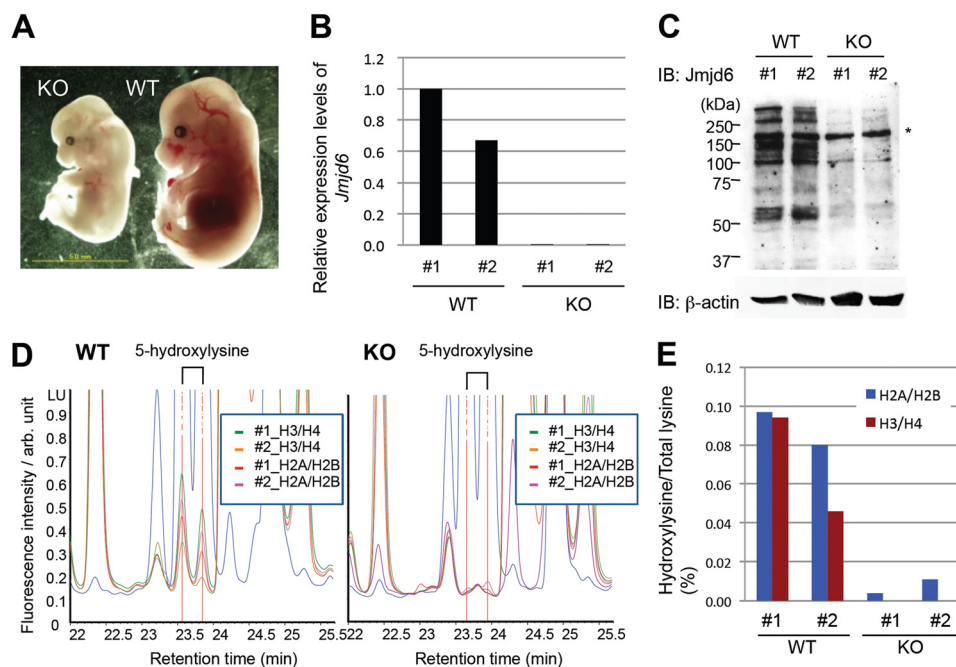 A
KO
WT
5.0 mm
B
Relative expression levels of
Jmjd6
1.2
1.0
0.8
0.6
0.4
0.2
0.0
#1 #2 #1 #2
WT KO
C
WT KO
IB: Jmjd6 #1 #2 #1 #2
(kDa)
250
150
100
75
50
37
*
IB: β-actin
D
WT
5-hydroxylysine
Fluorescence intensity / arb. unit
LU
0.9
0.8
0.7
0.6
0.5
0.4
0.3
0.2
0.1
0
#1_H3/H4
#2_H3/H4
#1_H2A/H2B
#2_H2A/H2B
22 22.5 23 23.5 24 24.5 25 25.5
Retention time (min)
KO
5-hydroxylysine
#1_H3/H4
#2_H3/H4
#1_H2A/H2B
#2_H2A/H2B
22 22.5 23 23.5 24 24.5 25 25.5
Retention time (min)
E
Hydroxylysine/Total lysine
(%)
0.12
0.10
0.08
0.06
0.04
0.02
0.00
H2A/H2B
H3/H4
#1 #2 #1 #2
WT KO